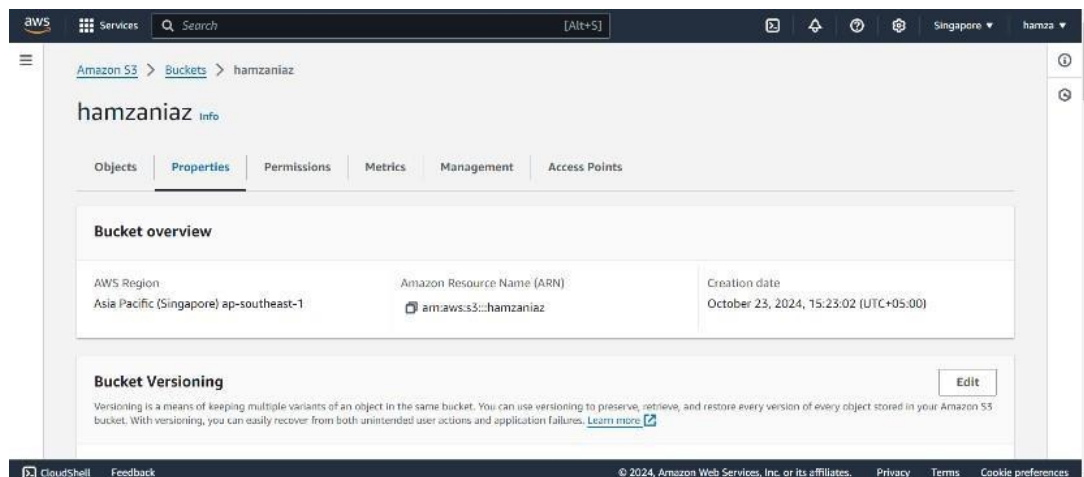 aws Services Search [Alt+S] Singapore ▼ hamza ▼
Amazon S3 > Buckets > hamzaniaz
hamzaniaz Info
Objects Properties Permissions Metrics Management Access Points
Bucket overview
AWS Region Amazon Resource Name (ARN) Creation date
Asia Pacific (Singapore) ap-southeast-1 arn:aws:s3:::hamzaniaz October 23, 2024, 15:23:02 (UTC+05:00)
Bucket Versioning Edit
Versioning is a means of keeping multiple variants of an object in the same bucket. You can use versioning to preserve, retrieve, and restore every version of every object stored in your Amazon S3
bucket. With versioning, you can easily recover from both unintended user actions and application failures. Learn more
CloudShell Feedback © 2024, Amazon Web Services, Inc. or its affiliates. Privacy Terms Cookie preferences